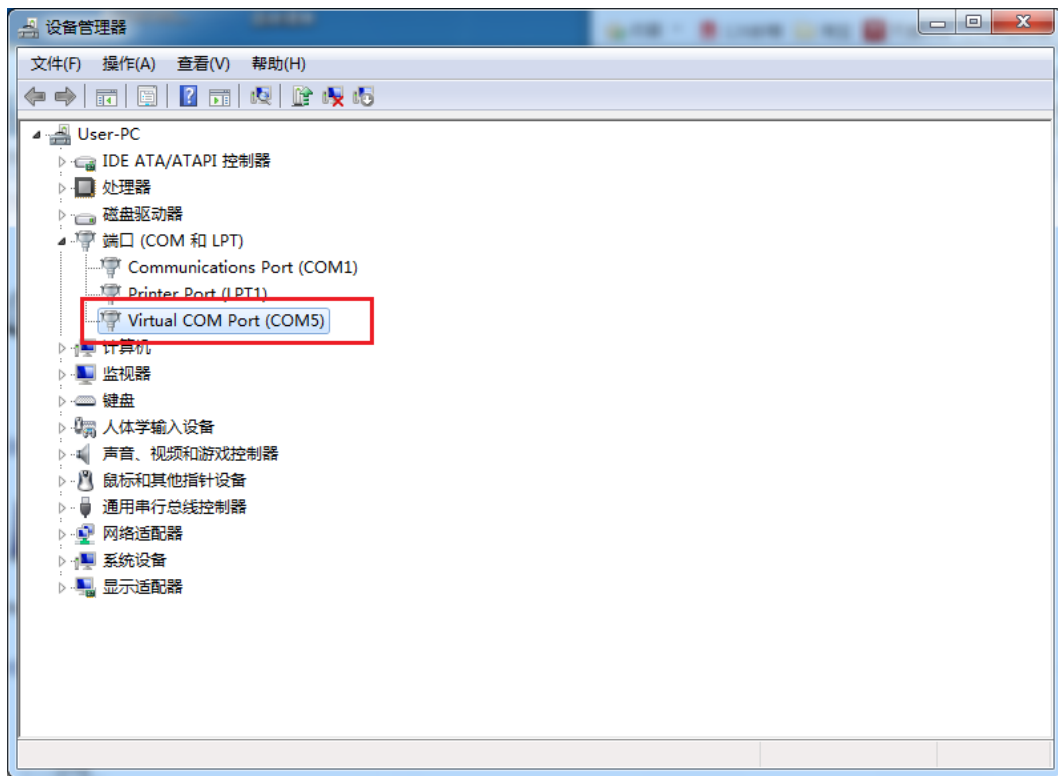 设备管理器
文件(F) 操作(A) 查看(V) 帮助(H)
User-PC
IDE ATA/ATAPI 控制器
处理器
磁盘驱动器
端口 (COM 和 LPT)
Communications Port (COM1)
Printer Port (LPT1)
Virtual COM Port (COM5)
计算机
监视器
键盘
人体学输入设备
声音、视频和游戏控制器
鼠标和其他指针设备
通用串行总线控制器
网络适配器
系统设备
显示适配器